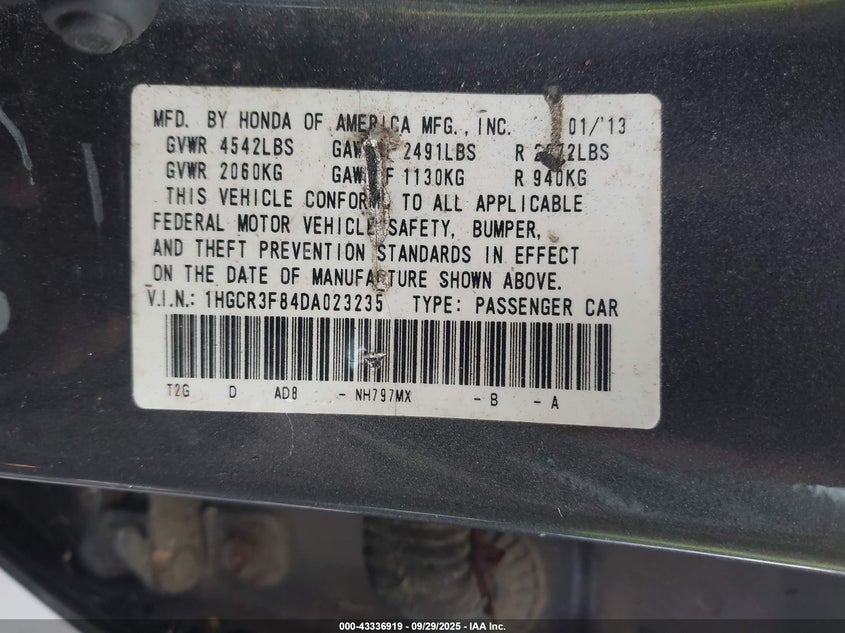 MFD. BY HONDA OF AMERICA MFG., INC. 01/'13
GVWR 4542LBS 2491LBS R
GVWR 2060KG F 1130KG R 940KG
THIS VEHICLE CONFORMS TO ALL APPLICABLE
FEDERAL MOTOR VEHICLE SAFETY, BUMPER,
AND THEFT PREVENTION STANDARDS IN EFFECT
ON THE DATE OF MANUFACTURE SHOWN ABOVE.
V.I.N.: 1HGCR3F84DA023235 TYPE: PASSENGER CAR
T2G D AD8 - NH797MX - B - A
000-43336919 / 09/29/2025 - IAA Inc.